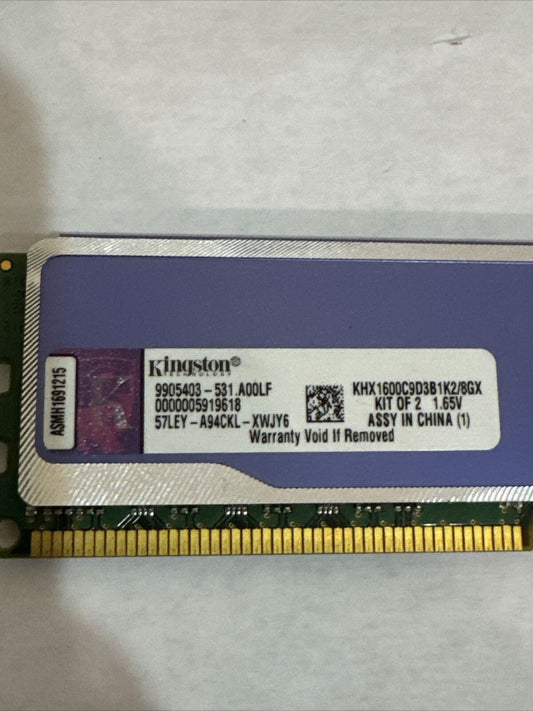 ASMH1691215
Kingston®
TECHNOLOGY
9905403-531.A00LF
0000005919618
57LEY-A94CKL-XWJY6
KHX1600C9D3B1K2/8GX
KIT OF 2 1.65V
ASSY IN CHINA (1)
Warranty Void If Removed